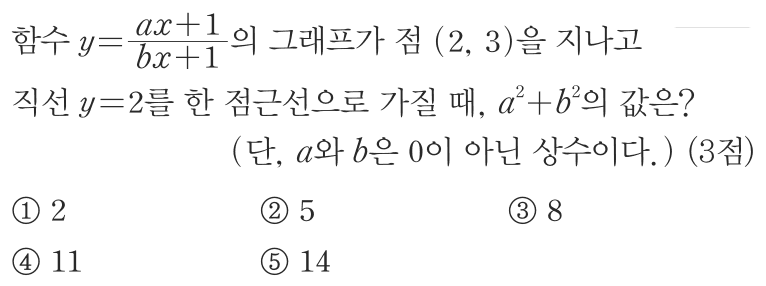 함수 y=\frac{ax+1}{bx+1}의 그래프가 점 (2, 3)을 지나고
직선 y=2를 한 점근선으로 가질 때, a²+b²의 값은?
(단, a와 b은 0이 아닌 상수이다.) (3점)
① 2 ② 5 ③ 8
④ 11 ⑤ 14